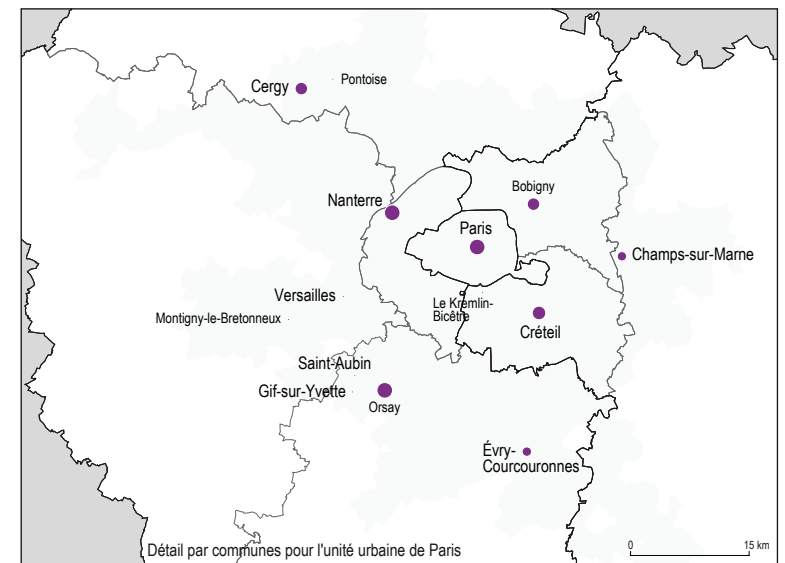 Cergy
Pontoise
Nanterre
Bobigny
Paris
Champs-sur-Marne
Versailles
Le Kremlin-
Bicêtre
Montigny-le-Bretonneux
Créteil
Saint-Aubin
Gif-sur-Yvette
Orsay
Évry-
Courcouronnes
Détail par communes pour l'unité urbaine de Paris
0 15 km